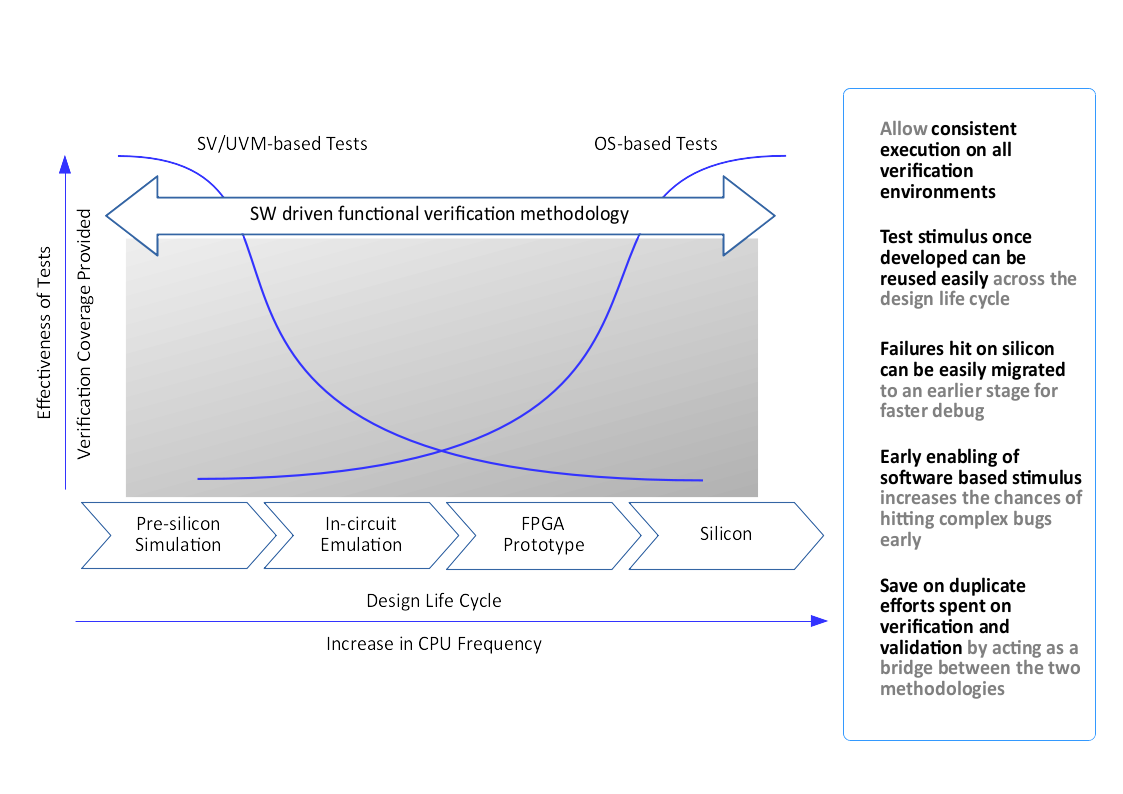 SV/UVM-based Tests
OS-based Tests
SW driven functional verification methodology
Effectiveness of Tests
Verification Coverage Provided
Pre-silicon
Simulation
In-circuit
Emulation
FPGA
Prototype
Silicon
Design Life Cycle
Increase in CPU Frequency
Allow consistent
execution on all
verification
environments
Test stimulus once
developed can be
reused easily across the
design life cycle
Failures hit on silicon
can be easily migrated
to an earlier stage for
faster debug
Early enabling of
software based stimulus
increases the chances of
hitting complex bugs
early
Save on duplicate
efforts spent on
verification and
validation by acting as a
bridge between the two
methodologies